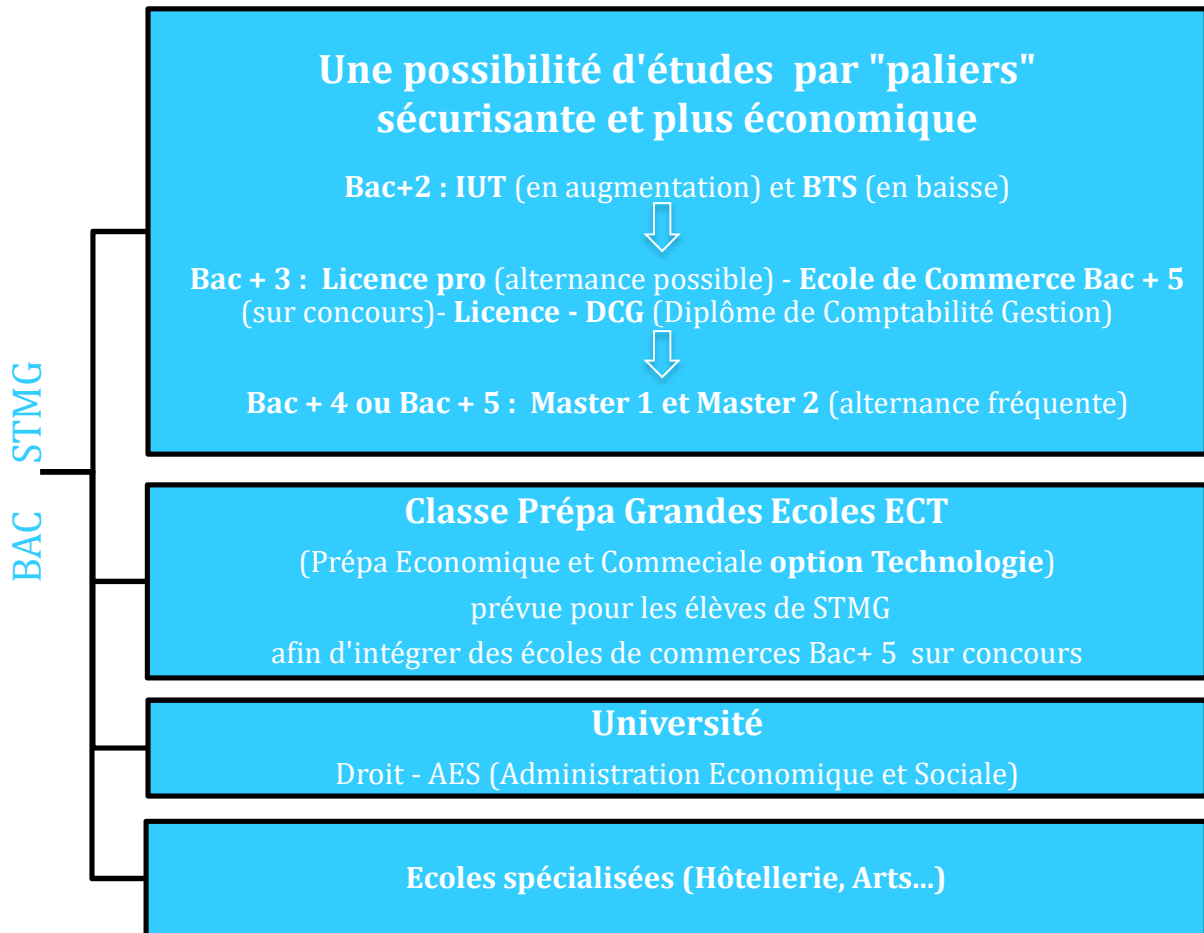 Une possibilité d'études  par "paliers"
sécurisante et plus économique
Bac+2 : IUT (en augmentation) et BTS (en baisse)
Bac + 3 :  Licence pro (alternance possible) - Ecole de Commerce Bac + 5
(sur concours)- Licence - DCG (Diplôme de Comptabilité Gestion)
Bac + 4 ou Bac + 5 :  Master 1 et Master 2 (alternance fréquente)
BAC   STMG
Classe Prépa Grandes Ecoles ECT
(Prépa Economique et Commeciale option Technologie)
prévue pour les élèves de STMG
afin d'intégrer des écoles de commerces Bac+ 5  sur concours
Université
Droit - AES (Administration Economique et Sociale)
Ecoles spécialisées (Hôtellerie, Arts...)